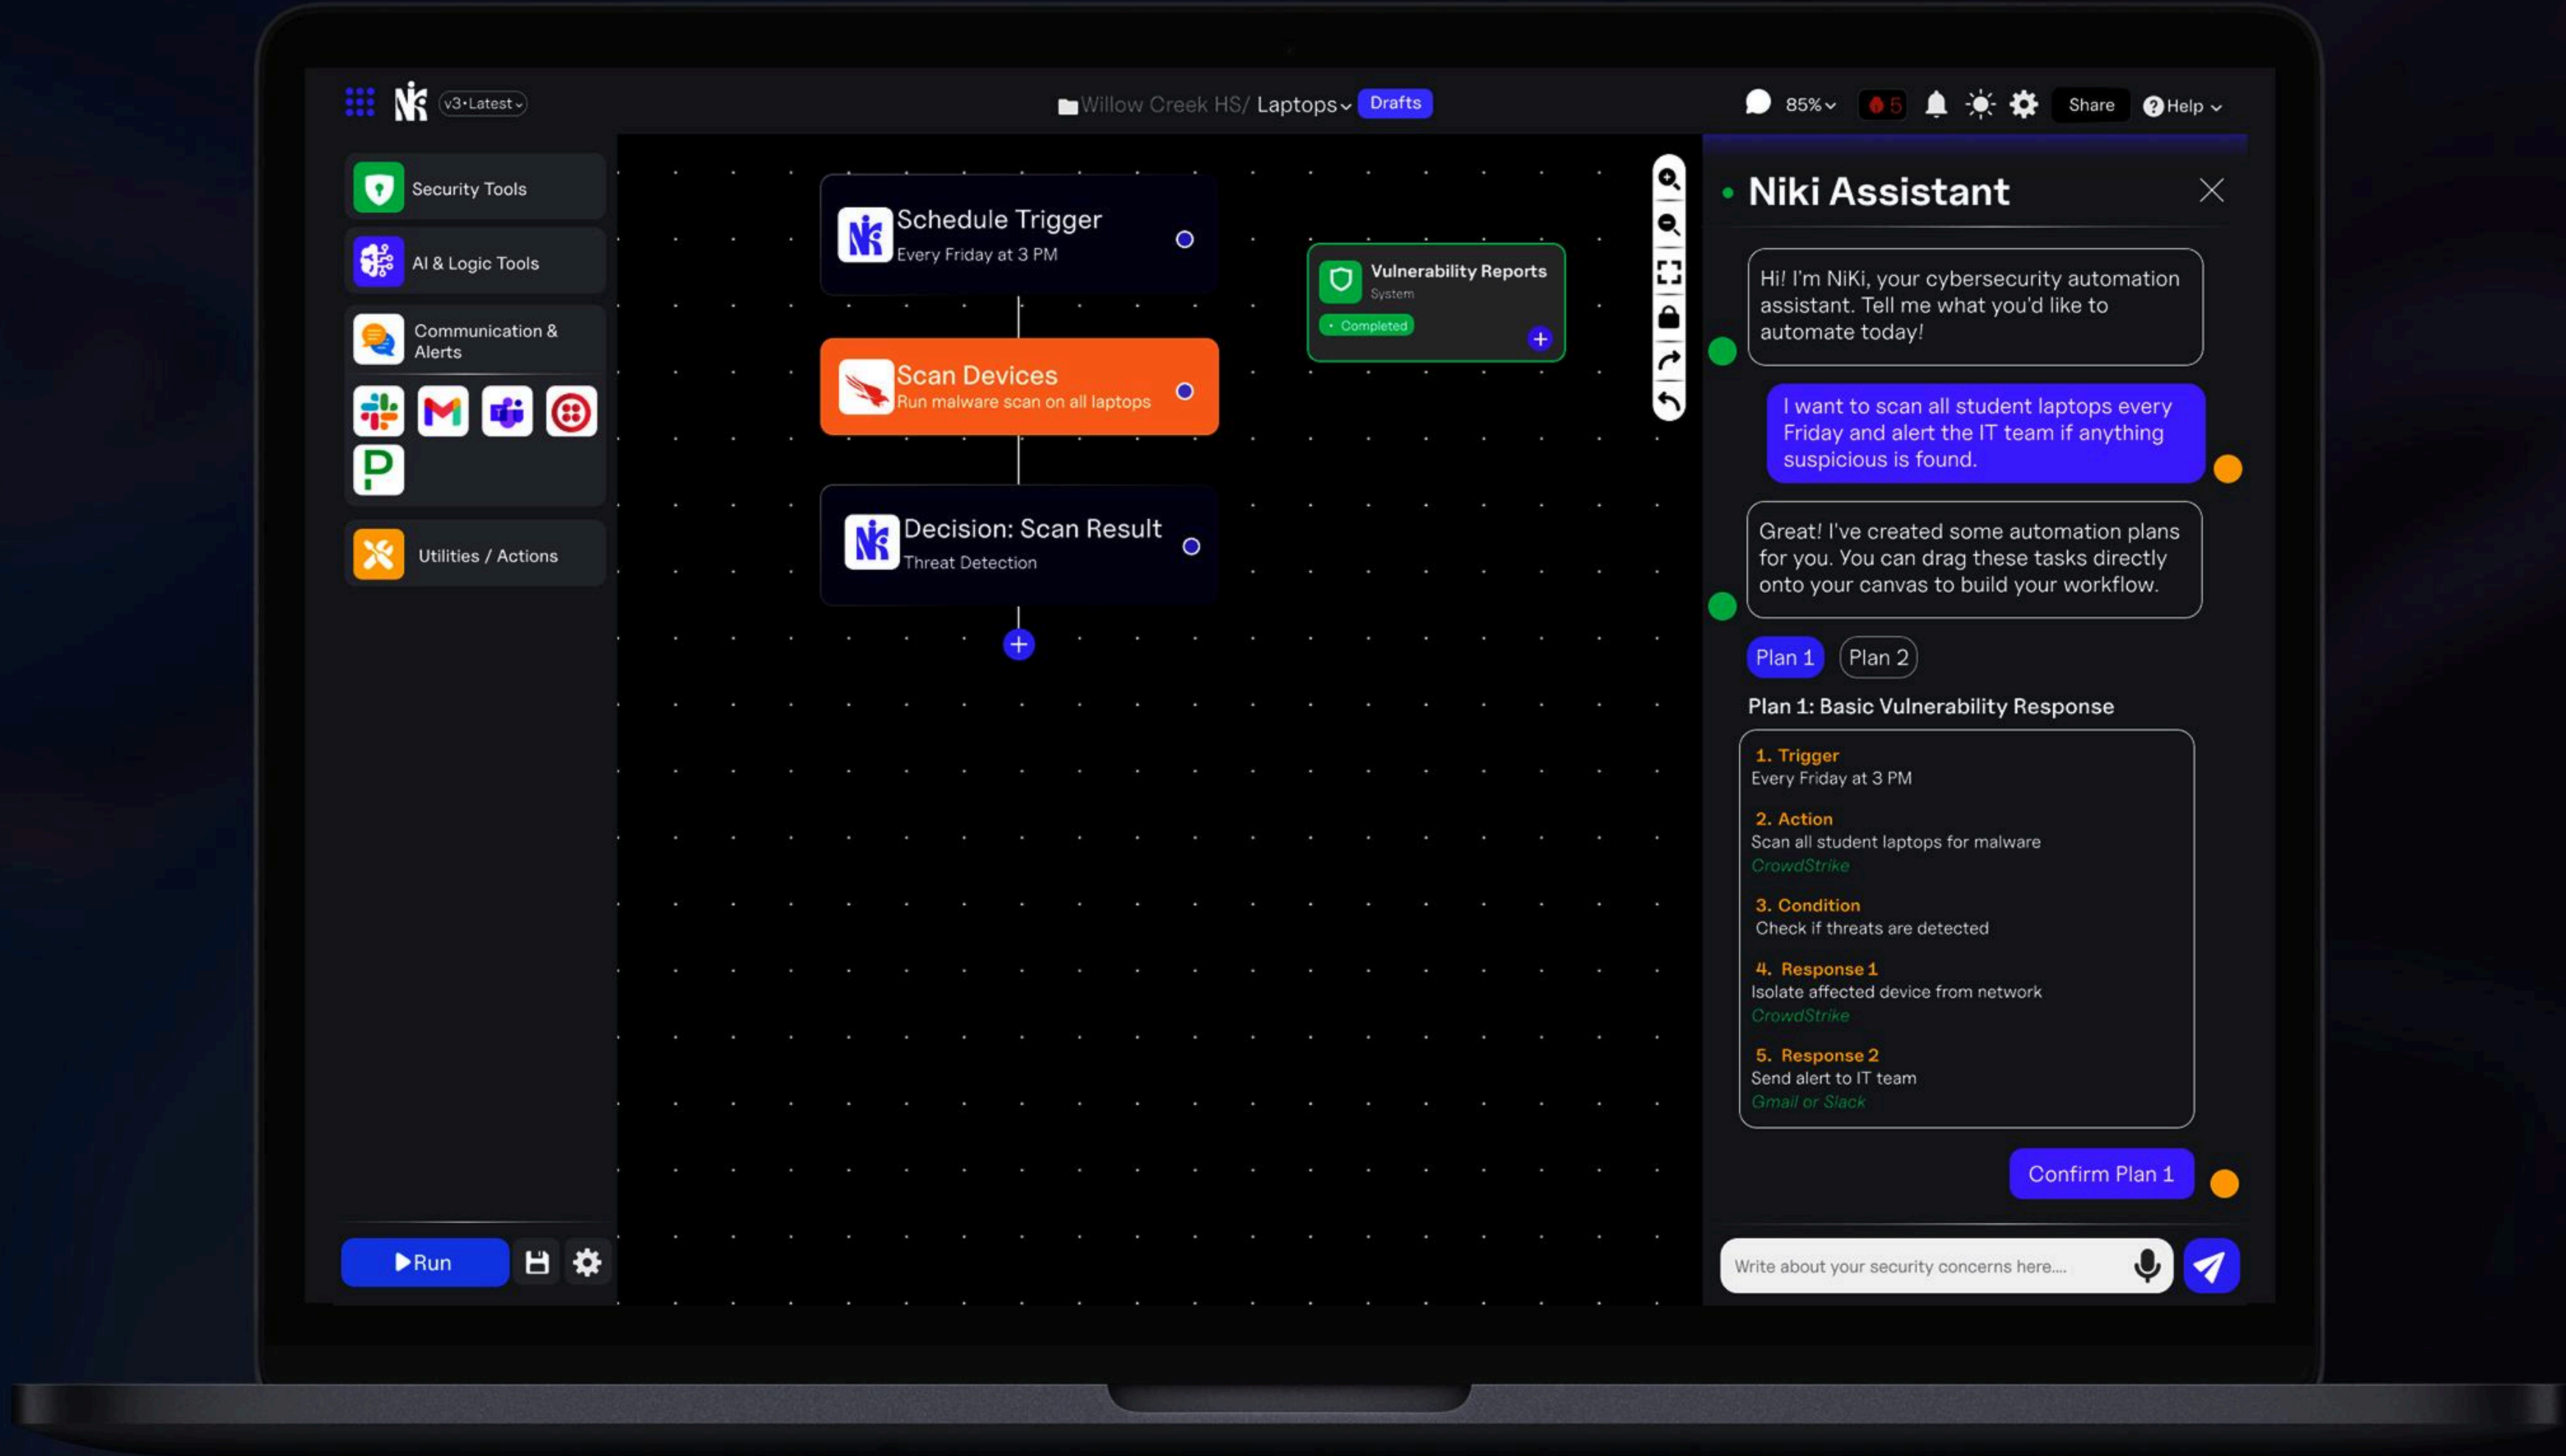 Nik
v3•Latest
Willow Creek HS/ Laptops
Drafts
85%
5
Share
Help
Security Tools
AI & Logic Tools
Communication &
Alerts
Utilities / Actions
Run
Nik
Schedule Trigger
Every Friday at 3 PM
Scan Devices
Run malware scan on all laptops
Nik
Decision: Scan Result
Threat Detection
Vulnerability Reports
System
• Completed
Niki Assistant
Hi! I'm NiKi, your cybersecurity automation
assistant. Tell me what you'd like to
automate today!
I want to scan all student laptops every
Friday and alert the IT team if anything
suspicious is found.
Great! I've created some automation plans
for you. You can drag these tasks directly
onto your canvas to build your workflow.
Plan 1
Plan 2
Plan 1: Basic Vulnerability Response
1. Trigger
Every Friday at 3 PM
2. Action
Scan all student laptops for malware
CrowdStrike
3. Condition
Check if threats are detected
4. Response 1
Isolate affected device from network
CrowdStrike
5. Response 2
Send alert to IT team
Gmail or Slack
Confirm Plan 1
Write about your security concerns here....